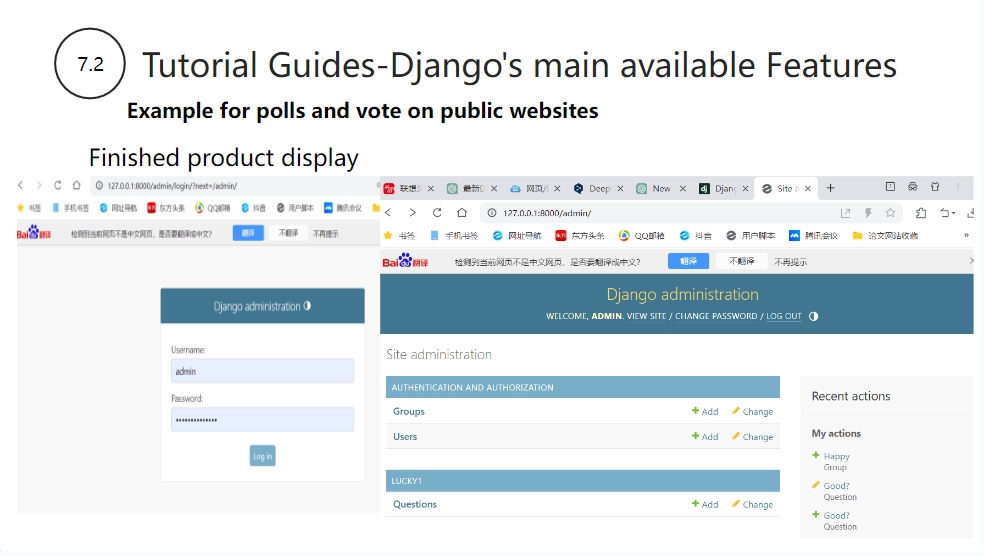 7.2
Tutorial Guides-Django's main available Features
Example for polls and vote on public websites
Finished product display
127.0.0.1:8000/admin/login/?next=/admin/
书签 手机书签 网址导航 东方头条 QQ邮箱 抖音 用户脚本 腾讯会议
Bai 翻译 检测到当前网页不是中文网页，是否要翻译成中文? 翻译 不翻译 不再提示
Django administration
Username:
admin
Password:
••••••••••••••
Log in
联想 最新 网页/ Deepl New dj Djang Site a
127.0.0.1:8000/admin/
书签 手机书签 网址导航 东方头条 QQ邮箱 抖音 用户脚本 腾讯会议 论文网站收藏 »
Bai 翻译 检测到当前网页不是中文网页，是否要翻译成中文? 翻译 不翻译 不再提示
Django administration
WELCOME, ADMIN. VIEW SITE / CHANGE PASSWORD / LOG OUT
Site administration
AUTHENTICATION AND AUTHORIZATION
Groups Add Change
Users Add Change
LUCKY1
Questions Add Change
Recent actions
My actions
Happy
Group
Good?
Question
Good?
Question